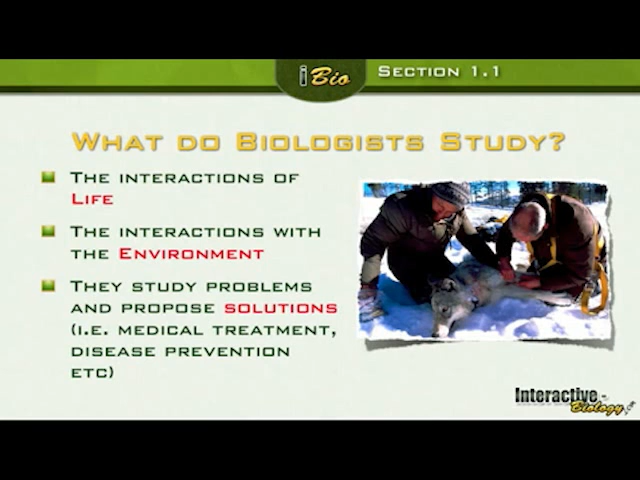 iBio
Section 1.1
What do Biologists Study?
The interactions of
Life
The interactions with
the Environment
They study problems
and propose solutions
(i.e. medical treatment,
disease prevention
etc)
Interactive-
Biology.com